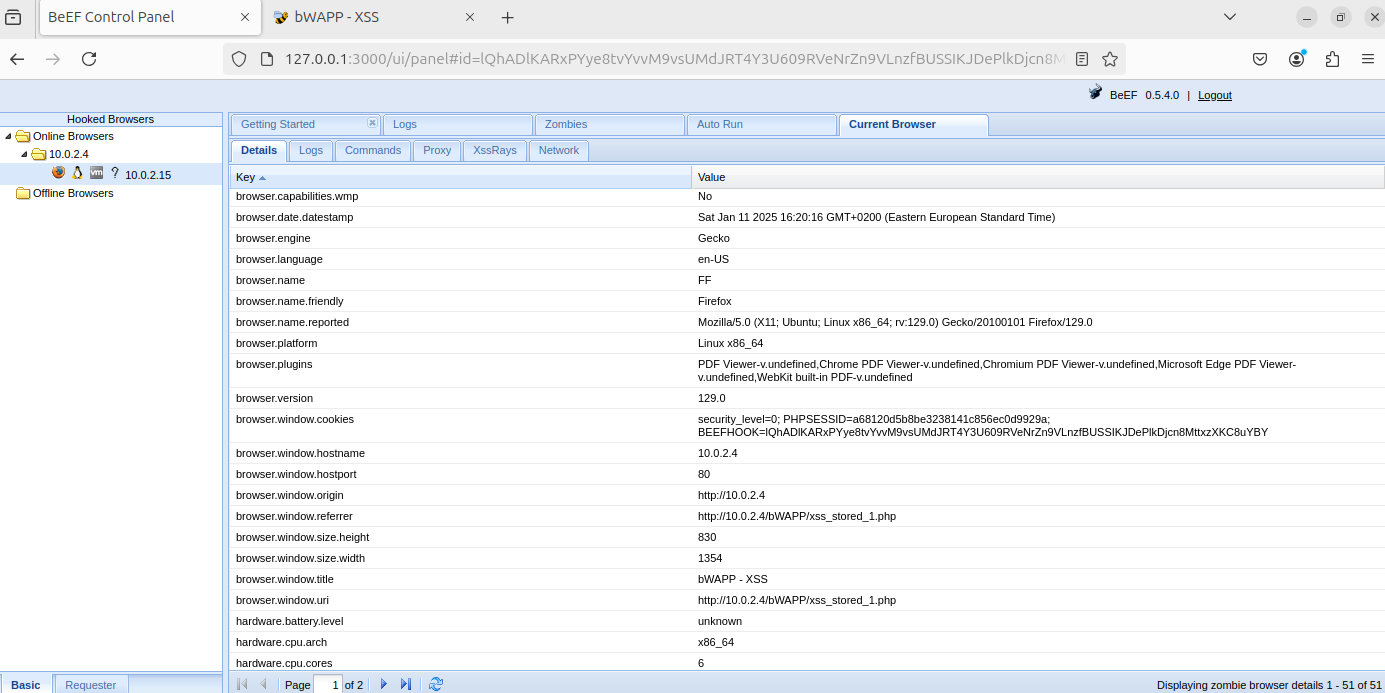 BeEF Control Panel
bWAPP - XSS
127.0.0.1:3000/ui/panel#id=lQhADlKARxPYye8tvYvvM9vsUMdJRT4Y3U609RVeNrZn9VLnzfBUSSIKJDePlkDjcn8M
BeEF 0.5.4.0 | Logout
Hooked Browsers
Online Browsers
10.0.2.4
? 10.0.2.15
Offline Browsers
Getting Started Logs Zombies Auto Run Current Browser
Details Logs Commands Proxy XssRays Network
Key Value
browser.capabilities.wmp No
browser.date.datestamp Sat Jan 11 2025 16:20:16 GMT+0200 (Eastern European Standard Time)
browser.engine Gecko
browser.language en-US
browser.name FF
browser.name.friendly Firefox
browser.name.reported Mozilla/5.0 (X11; Ubuntu; Linux x86_64; rv:129.0) Gecko/20100101 Firefox/129.0
browser.platform Linux x86_64
browser.plugins PDF Viewer-v.undefined,Chrome PDF Viewer-v.undefined,Chromium PDF Viewer-v.undefined,Microsoft Edge PDF Viewer-
v.undefined,WebKit built-in PDF-v.undefined
browser.version 129.0
browser.window.cookies security_level=0; PHPSESSID=a68120d5b8be3238141c856ec0d9929a;
BEEFHOOK=lQhADlKARxPYye8tvYvvM9vsUMdJRT4Y3U609RVeNrZn9VLnzfBUSSIKJDePlkDjcn8MttxzXKC8uYBY
browser.window.hostname 10.0.2.4
browser.window.hostport 80
browser.window.origin http://10.0.2.4
browser.window.referrer http://10.0.2.4/bWAPP/xss_stored_1.php
browser.window.size.height 830
browser.window.size.width 1354
browser.window.title bWAPP - XSS
browser.window.uri http://10.0.2.4/bWAPP/xss_stored_1.php
hardware.battery.level unknown
hardware.cpu.arch x86_64
hardware.cpu.cores 6
Basic Requester
Page 1 of 2
Displaying zombie browser details 1 - 51 of 51